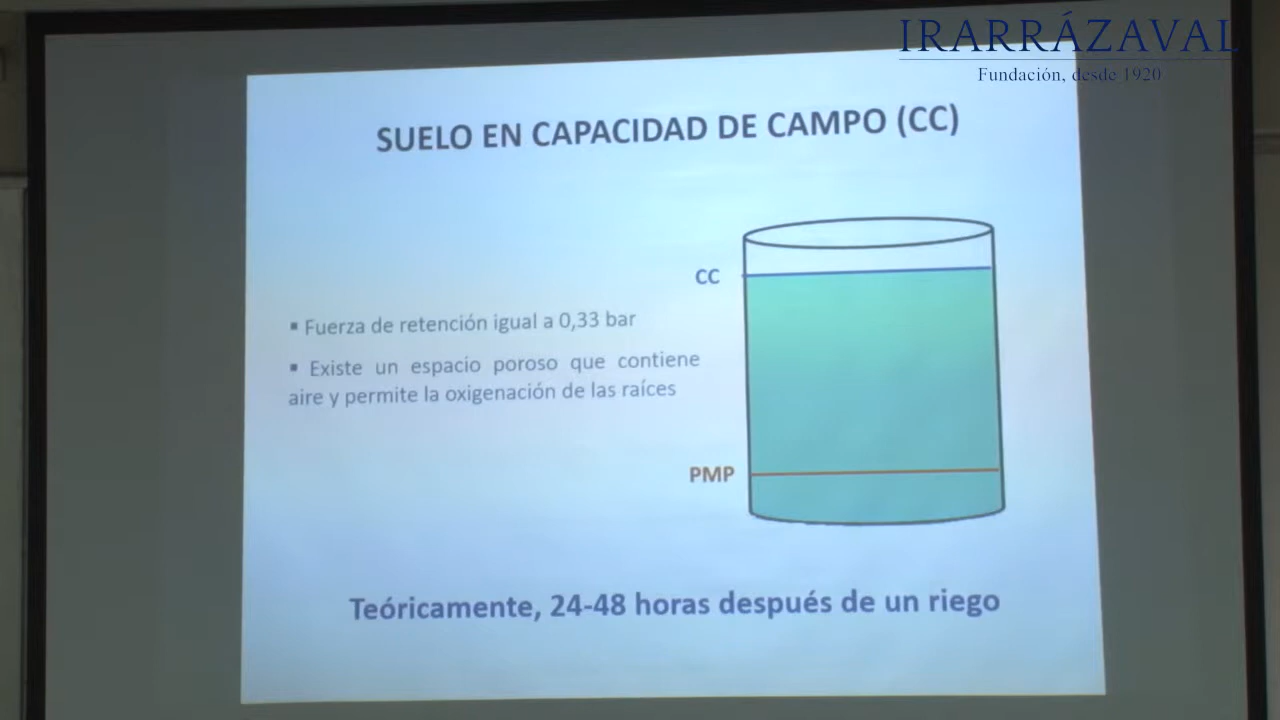 IRARRÁZAVAL
Fundación, desde 1920
SUELO EN CAPACIDAD DE CAMPO (CC)
CC
▪ Fuerza de retención igual a 0,33 bar
▪ Existe un espacio poroso que contiene
aire y permite la oxigenación de las raíces
PMP
Teóricamente, 24-48 horas después de un riego